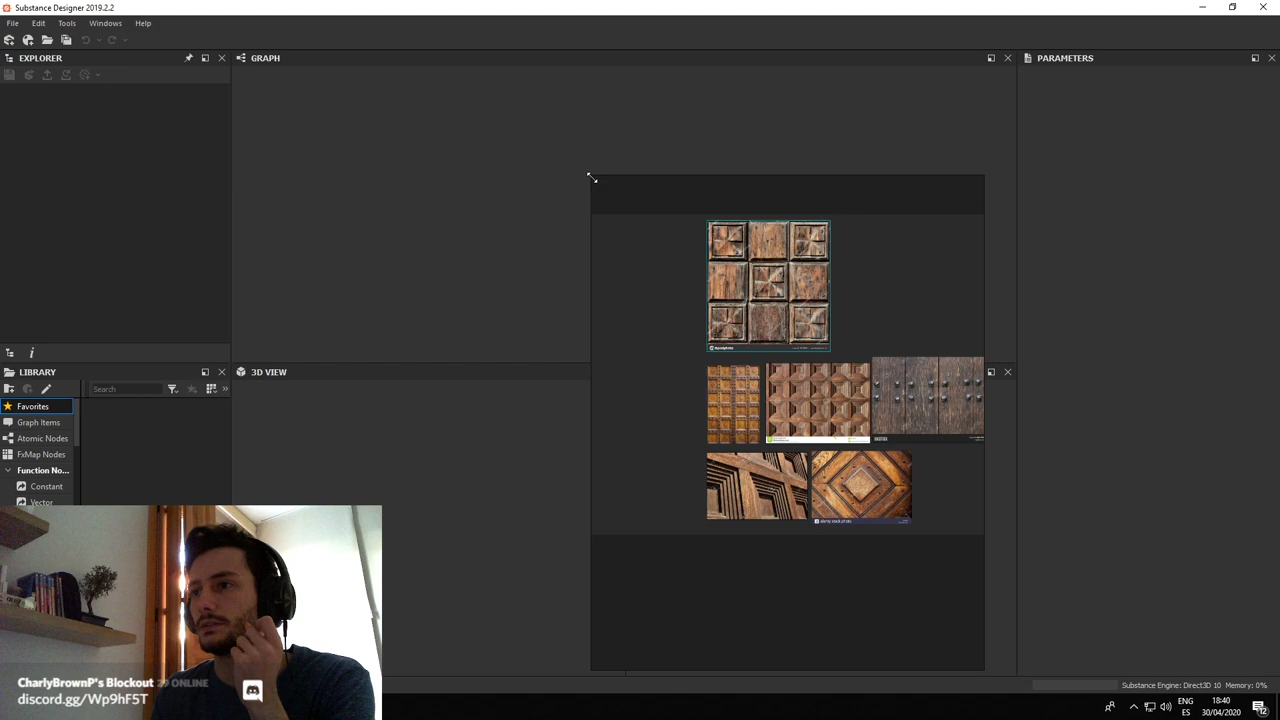 Substance Designer 2019.2.2
File Edit Tools Windows Help
EXPLORER
GRAPH
PARAMETERS
LIBRARY
3D VIEW
Search
Favorites
Graph Items
Atomic Nodes
FxMap Nodes
Function No...
Constant
Vector
CharlyBrownP's Blockout 29 ONLINE
discord.gg/Wp9hF5T
Substance Engine: Direct3D 10 Memory: 0%
ENG
ES
18:40
30/04/2020
12